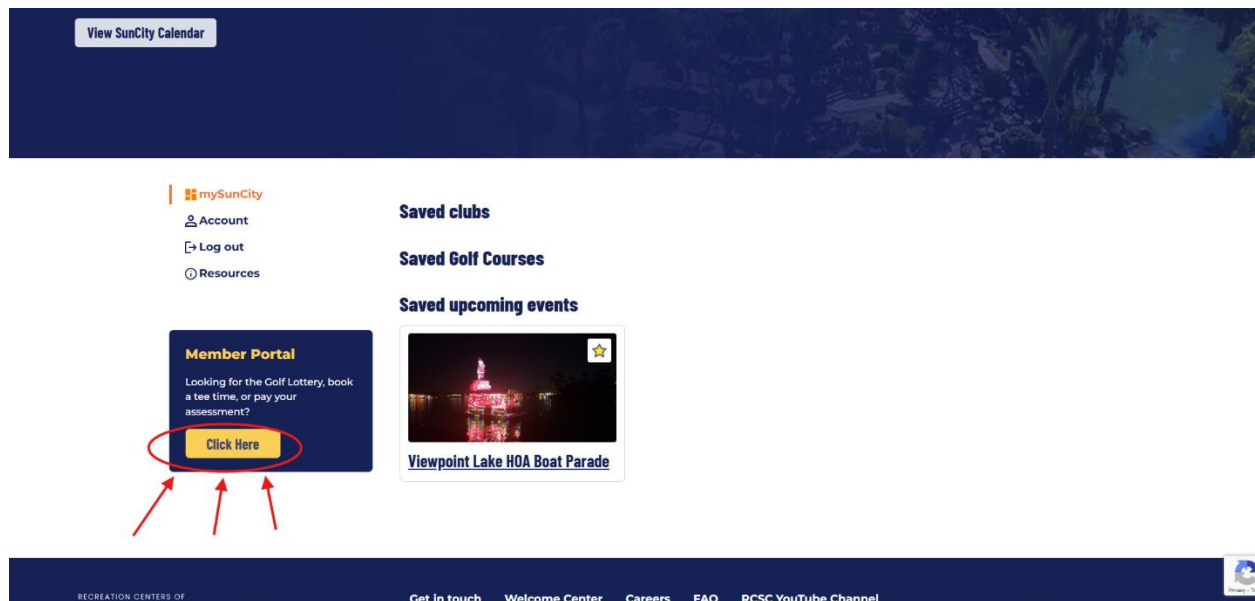 View SunCity Calendar
mySunCity
Account
Log out
Resources
Saved clubs
Saved Golf Courses
Saved upcoming events
Viewpoint Lake HOA Boat Parade
Member Portal
Looking for the Golf Lottery, book
a tee time, or pay your
assessment?
Click Here
RECREATION CENTERS OF
Get in touch Welcome Center Careers FAQ RCSC YouTube Channel